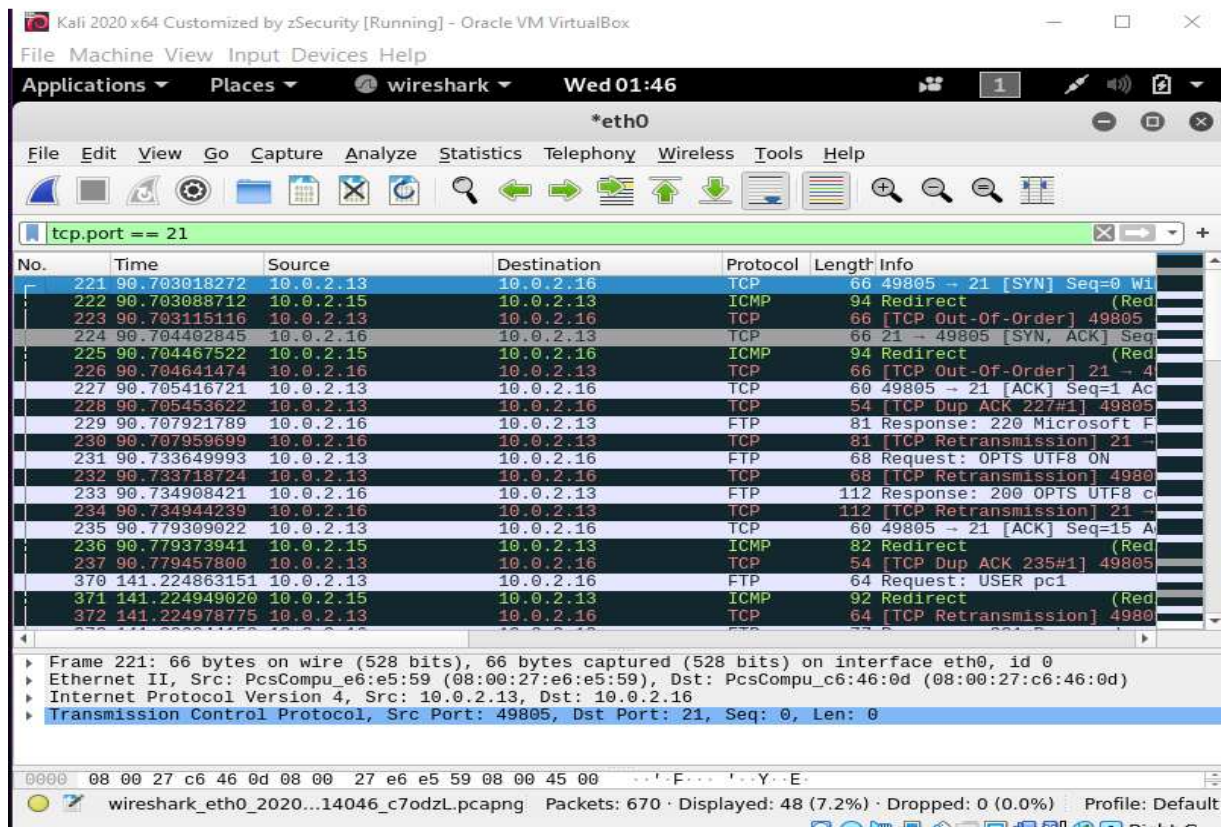 Kali 2020 x64 Customized by zSecurity [Running] - Oracle VM VirtualBox
File Machine View Input Devices Help
Applications Places wireshark Wed 01:46 1
*eth0
File Edit View Go Capture Analyze Statistics Telephony Wireless Tools Help
tcp.port == 21
No. Time Source Destination Protocol Length Info
221 90.703018272 10.0.2.13 10.0.2.16 TCP 66 49805 → 21 [SYN] Seq=0 Wi
222 90.703088712 10.0.2.15 10.0.2.13 ICMP 94 Redirect (Red
223 90.703115116 10.0.2.13 10.0.2.16 TCP 66 [TCP Out-Of-Order] 49805
224 90.704402845 10.0.2.16 10.0.2.13 TCP 66 21 → 49805 [SYN, ACK] Seq
225 90.704467522 10.0.2.15 10.0.2.16 ICMP 94 Redirect (Red
226 90.704641474 10.0.2.16 10.0.2.13 TCP 66 [TCP Out-Of-Order] 21 → 4
227 90.705416721 10.0.2.13 10.0.2.16 TCP 60 49805 → 21 [ACK] Seq=1 Ac
228 90.705453622 10.0.2.13 10.0.2.16 TCP 54 [TCP Dup ACK 227#1] 49805
229 90.707921789 10.0.2.16 10.0.2.13 FTP 81 Response: 220 Microsoft F
230 90.707959699 10.0.2.16 10.0.2.13 TCP 81 [TCP Retransmission] 21 →
231 90.733649993 10.0.2.13 10.0.2.16 FTP 68 Request: OPTS UTF8 ON
232 90.733718724 10.0.2.13 10.0.2.16 TCP 68 [TCP Retransmission] 4980
233 90.734908421 10.0.2.16 10.0.2.13 FTP 112 Response: 200 OPTS UTF8 c
234 90.734944239 10.0.2.16 10.0.2.13 TCP 112 [TCP Retransmission] 21 →
235 90.779309022 10.0.2.13 10.0.2.16 TCP 60 49805 → 21 [ACK] Seq=15 A
236 90.779373941 10.0.2.15 10.0.2.13 ICMP 82 Redirect (Red
237 90.779457800 10.0.2.13 10.0.2.16 TCP 54 [TCP Dup ACK 235#1] 49805
370 141.224863151 10.0.2.13 10.0.2.16 FTP 64 Request: USER pc1
371 141.224949020 10.0.2.15 10.0.2.13 ICMP 92 Redirect (Red
372 141.224978775 10.0.2.13 10.0.2.16 TCP 64 [TCP Retransmission] 4980
Frame 221: 66 bytes on wire (528 bits), 66 bytes captured (528 bits) on interface eth0, id 0
Ethernet II, Src: PcsCompu_e6:e5:59 (08:00:27:e6:e5:59), Dst: PcsCompu_c6:46:0d (08:00:27:c6:46:0d)
Internet Protocol Version 4, Src: 10.0.2.13, Dst: 10.0.2.16
Transmission Control Protocol, Src Port: 49805, Dst Port: 21, Seq: 0, Len: 0
0000 08 00 27 c6 46 0d 08 00 27 e6 e5 59 08 00 45 00 ··'·F··· '··Y··E·
wireshark_eth0_2020...14046_c7odzL.pcapng Packets: 670 · Displayed: 48 (7.2%) · Dropped: 0 (0.0%) Profile: Default